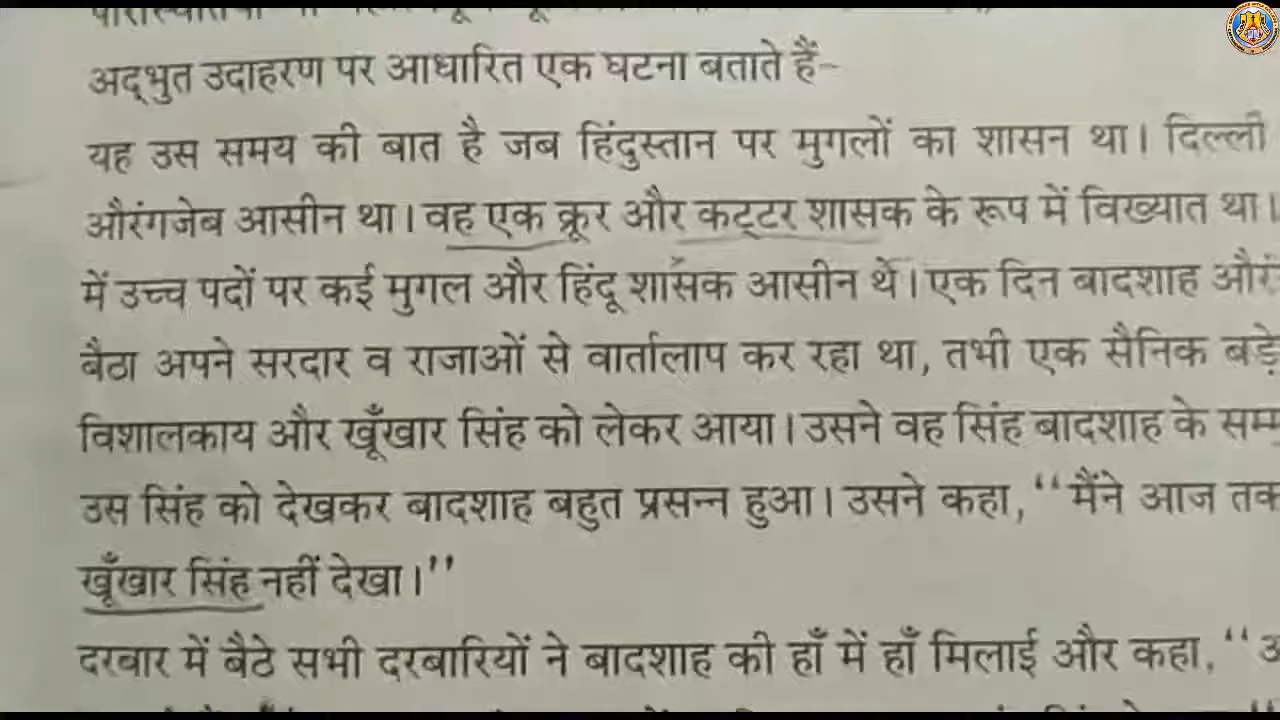 अद्‌भुत उदाहरण पर आधारित एक घटना बताते हैं-
यह उस समय की बात है जब हिंदुस्तान पर मुगलों का शासन था। दिल्ली
औरंगजेब आसीन था। वह एक क्रूर और कट्‌टर शासक के रूप में विख्यात था।
में उच्च पदों पर कई मुगल और हिंदू शासक आसीन थे। एक दिन बादशाह
बैठा अपने सरदार व राजाओं से वार्तालाप कर रहा था, तभी एक सैनिक बड़े
विशालकाय और खूँखार सिंह को लेकर आया। उसने वह सिंह बादशाह के
उस सिंह को देखकर बादशाह बहुत प्रसन्न हुआ। उसने कहा, ‘‘मैंने आज तक
खूँखार सिंह नहीं देखा।’’
दरबार में बैठे सभी दरबारियों ने बादशाह की हाँ में हाँ मिलाई और कहा, ‘‘